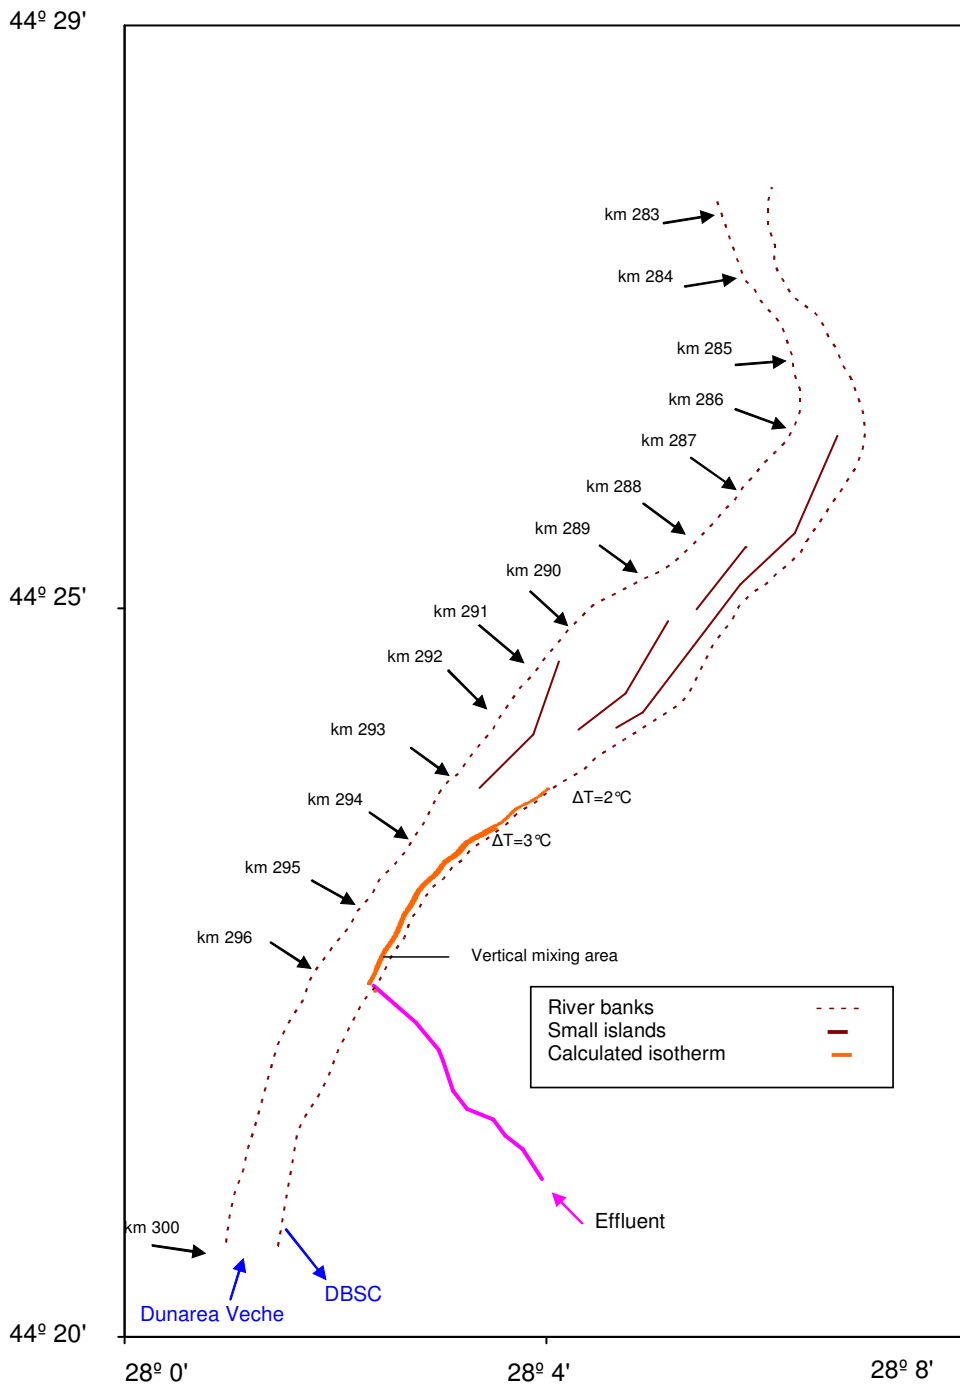 44º 29'
km 283
km 284
km 285
km 286
km 287
km 288
km 289
km 290
44º 25'
km 291
km 292
km 293
ΔT=2°C
km 294
ΔT=3°C
km 295
km 296
Vertical mixing area
River banks
Small islands
Calculated isotherm
Effluent
km 300
DBSC
Dunarea Veche
44º 20'
28º 0'
28º 4'
28º 8'